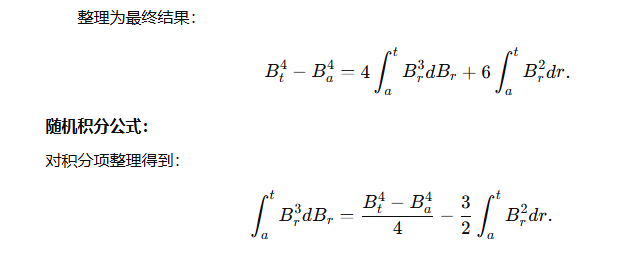 整理为最终结果：
$$B_t^4 - B_a^4 = 4\int_a^t B_r^3 dB_r + 6\int_a^t B_r^2 dr.$$
随机积分公式：
对积分项整理得到：
$$\int_a^t B_r^3 dB_r = \frac{B_t^4 - B_a^4}{4} - \frac{3}{2}\int_a^t B_r^2 dr.$$